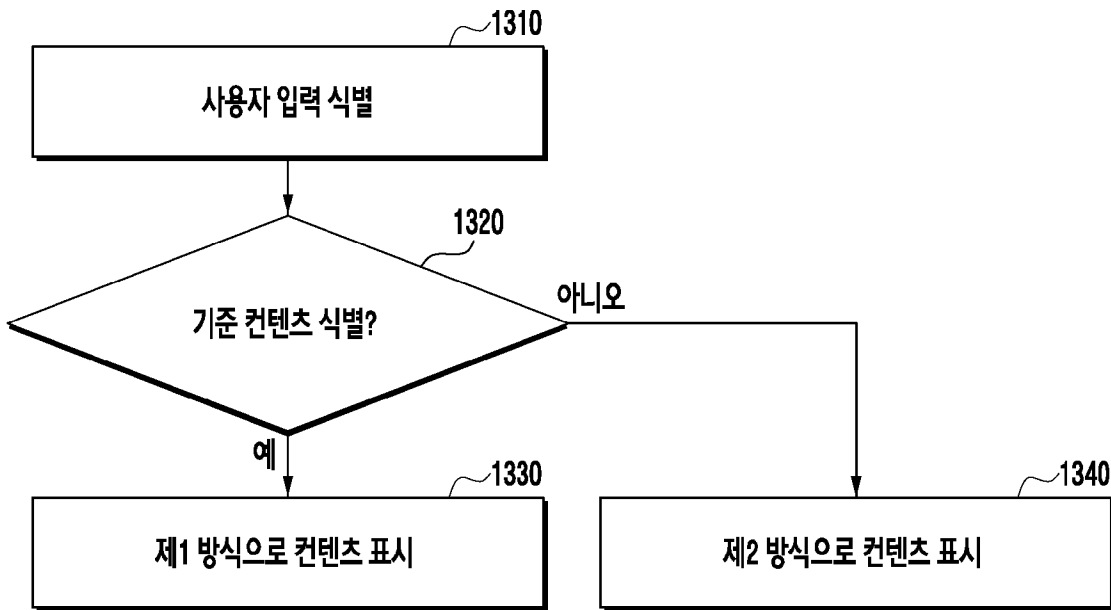 1310
사용자 입력 식별
1320
기준 컨텐츠 식별?
아니오
예
1330
제1 방식으로 컨텐츠 표시
1340
제2 방식으로 컨텐츠 표시